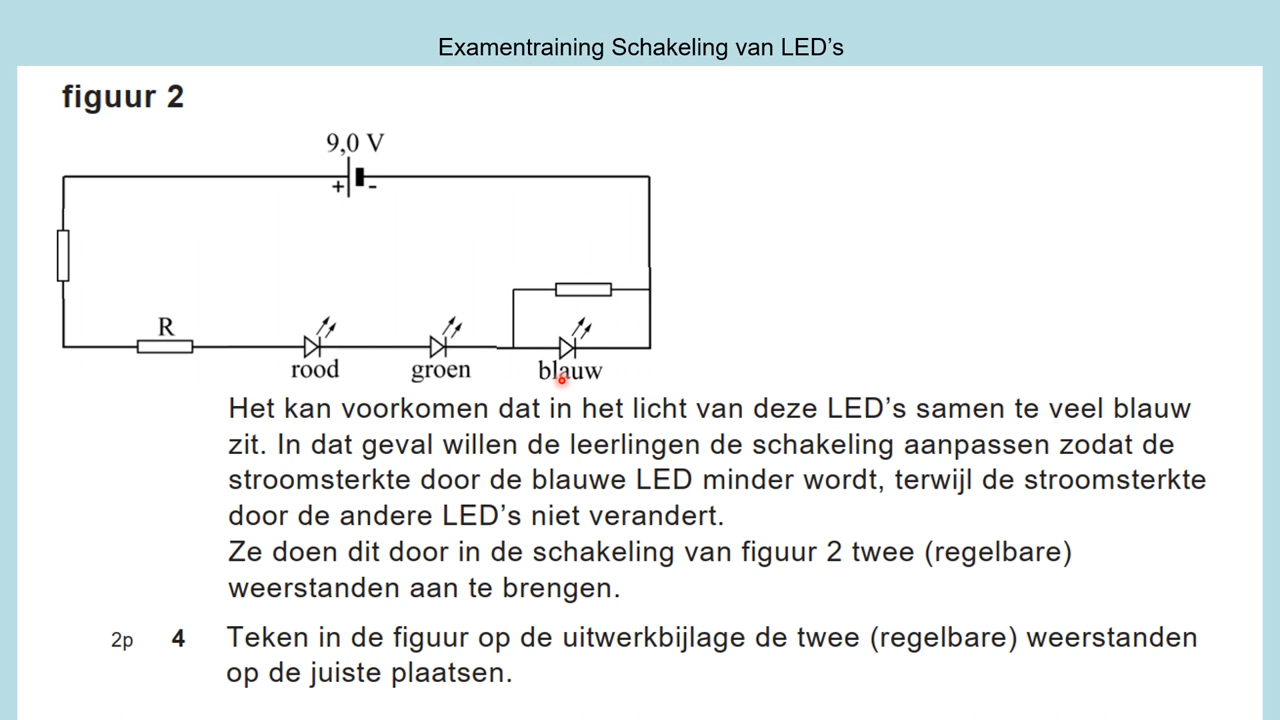 Examentraining Schakeling van LED’s
figuur 2
9,0 V
+ -
R
rood
groen
blauw
Het kan voorkomen dat in het licht van deze LED’s samen te veel blauw
zit. In dat geval willen de leerlingen de schakeling aanpassen zodat de
stroomsterkte door de blauwe LED minder wordt, terwijl de stroomsterkte
door de andere LED’s niet verandert.
Ze doen dit door in de schakeling van figuur 2 twee (regelbare)
weerstanden aan te brengen.
2p 4 Teken in de figuur op de uitwerkbijlage de twee (regelbare) weerstanden
op de juiste plaatsen.